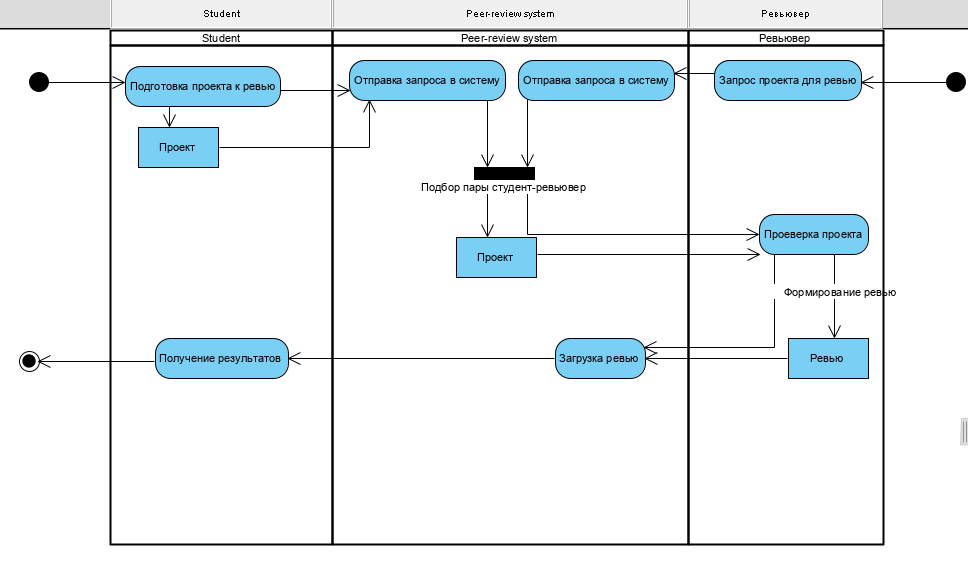 Student
Peer-review system
Ревьювер
Student
Peer-review system
Ревьювер
Подготовка проекта к ревью
Отправка запроса в систему
Отправка запроса в систему
Запрос проекта для ревью
Проект
Подбор пары студент-ревьювер
Проеверка проекта
Проект
Формирование ревью
Получение результатов
Загрузка ревью
Ревью